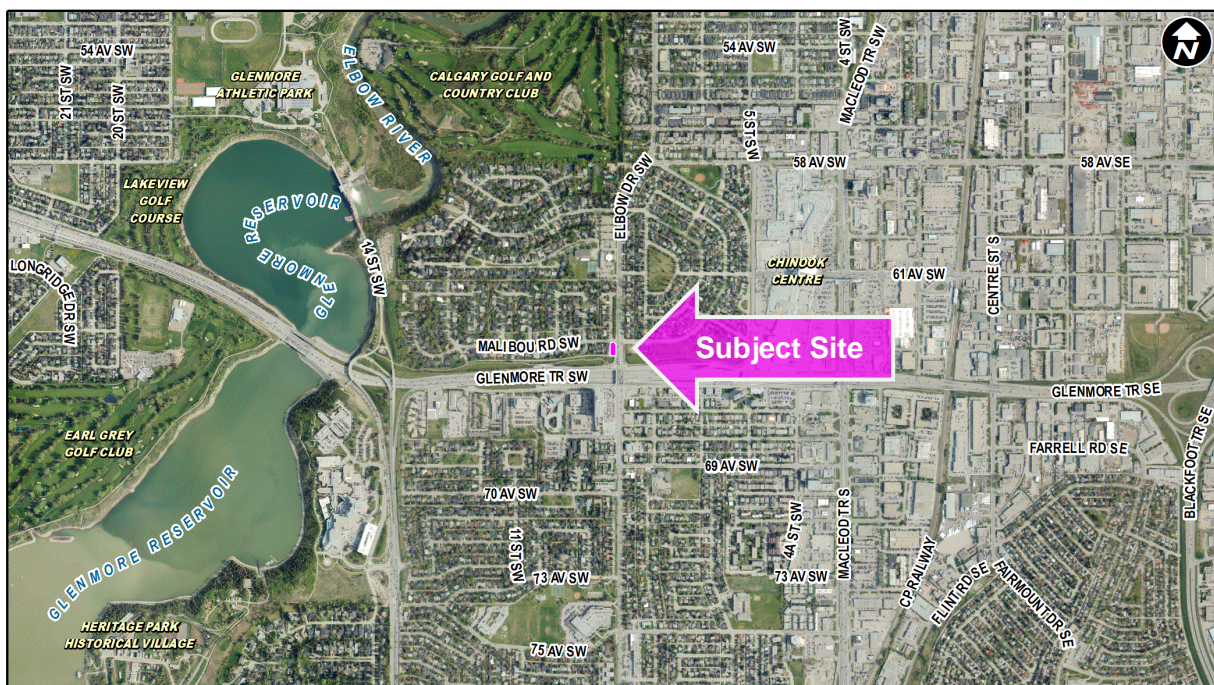 54 AV SW
21 ST SW
20 ST SW
GLENMORE
ATHLETIC PARK
ELBOW RIVER
CALGARY GOLF AND
COUNTRY CLUB
54 AV SW
4 ST SW
MACLEOD TR SW
N
5 ST SW
58 AV SW
58 AV SE
LAKEVIEW
GOLF
COURSE
GLENMORE RESERVOIR
14 ST SW
ELBOW DR SW
LONGRIDGE DR SW
CHINOOK
CENTRE
61 AV SW
CENTRE ST S
MALIBOU RD SW
Subject Site
GLENMORE TR SW
GLENMORE TR SE
EARL GREY
GOLF CLUB
69 AV SW
FARRELL RD SE
BLACKFOOT TR SE
70 AV SW
GLENMORE RESERVOIR
11 ST SW
4A ST SW
MACLEOD TR S
73 AV SW
73 AV SW
CP RAILWAY
FLINT RD SE
FAIRMOUNT DR SE
HERITAGE PARK
HISTORICAL VILLAGE
75 AV SW